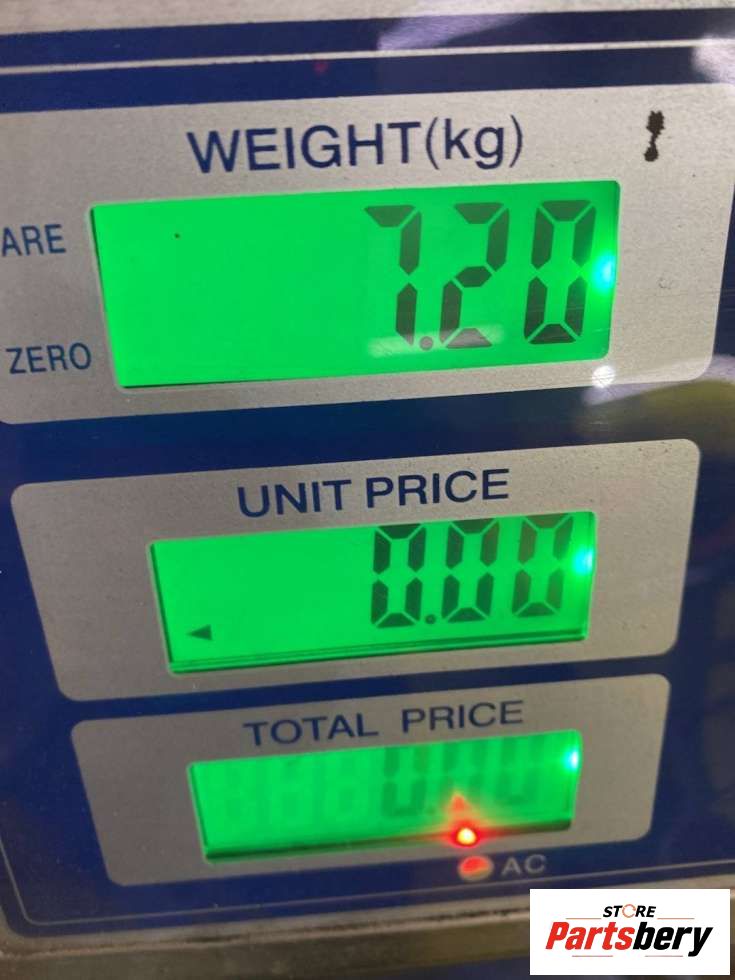 WEIGHT(kg)
ARE
7.20
ZERO
UNIT PRICE
0.00
TOTAL PRICE
0.00
AC
STORE
Partsbery